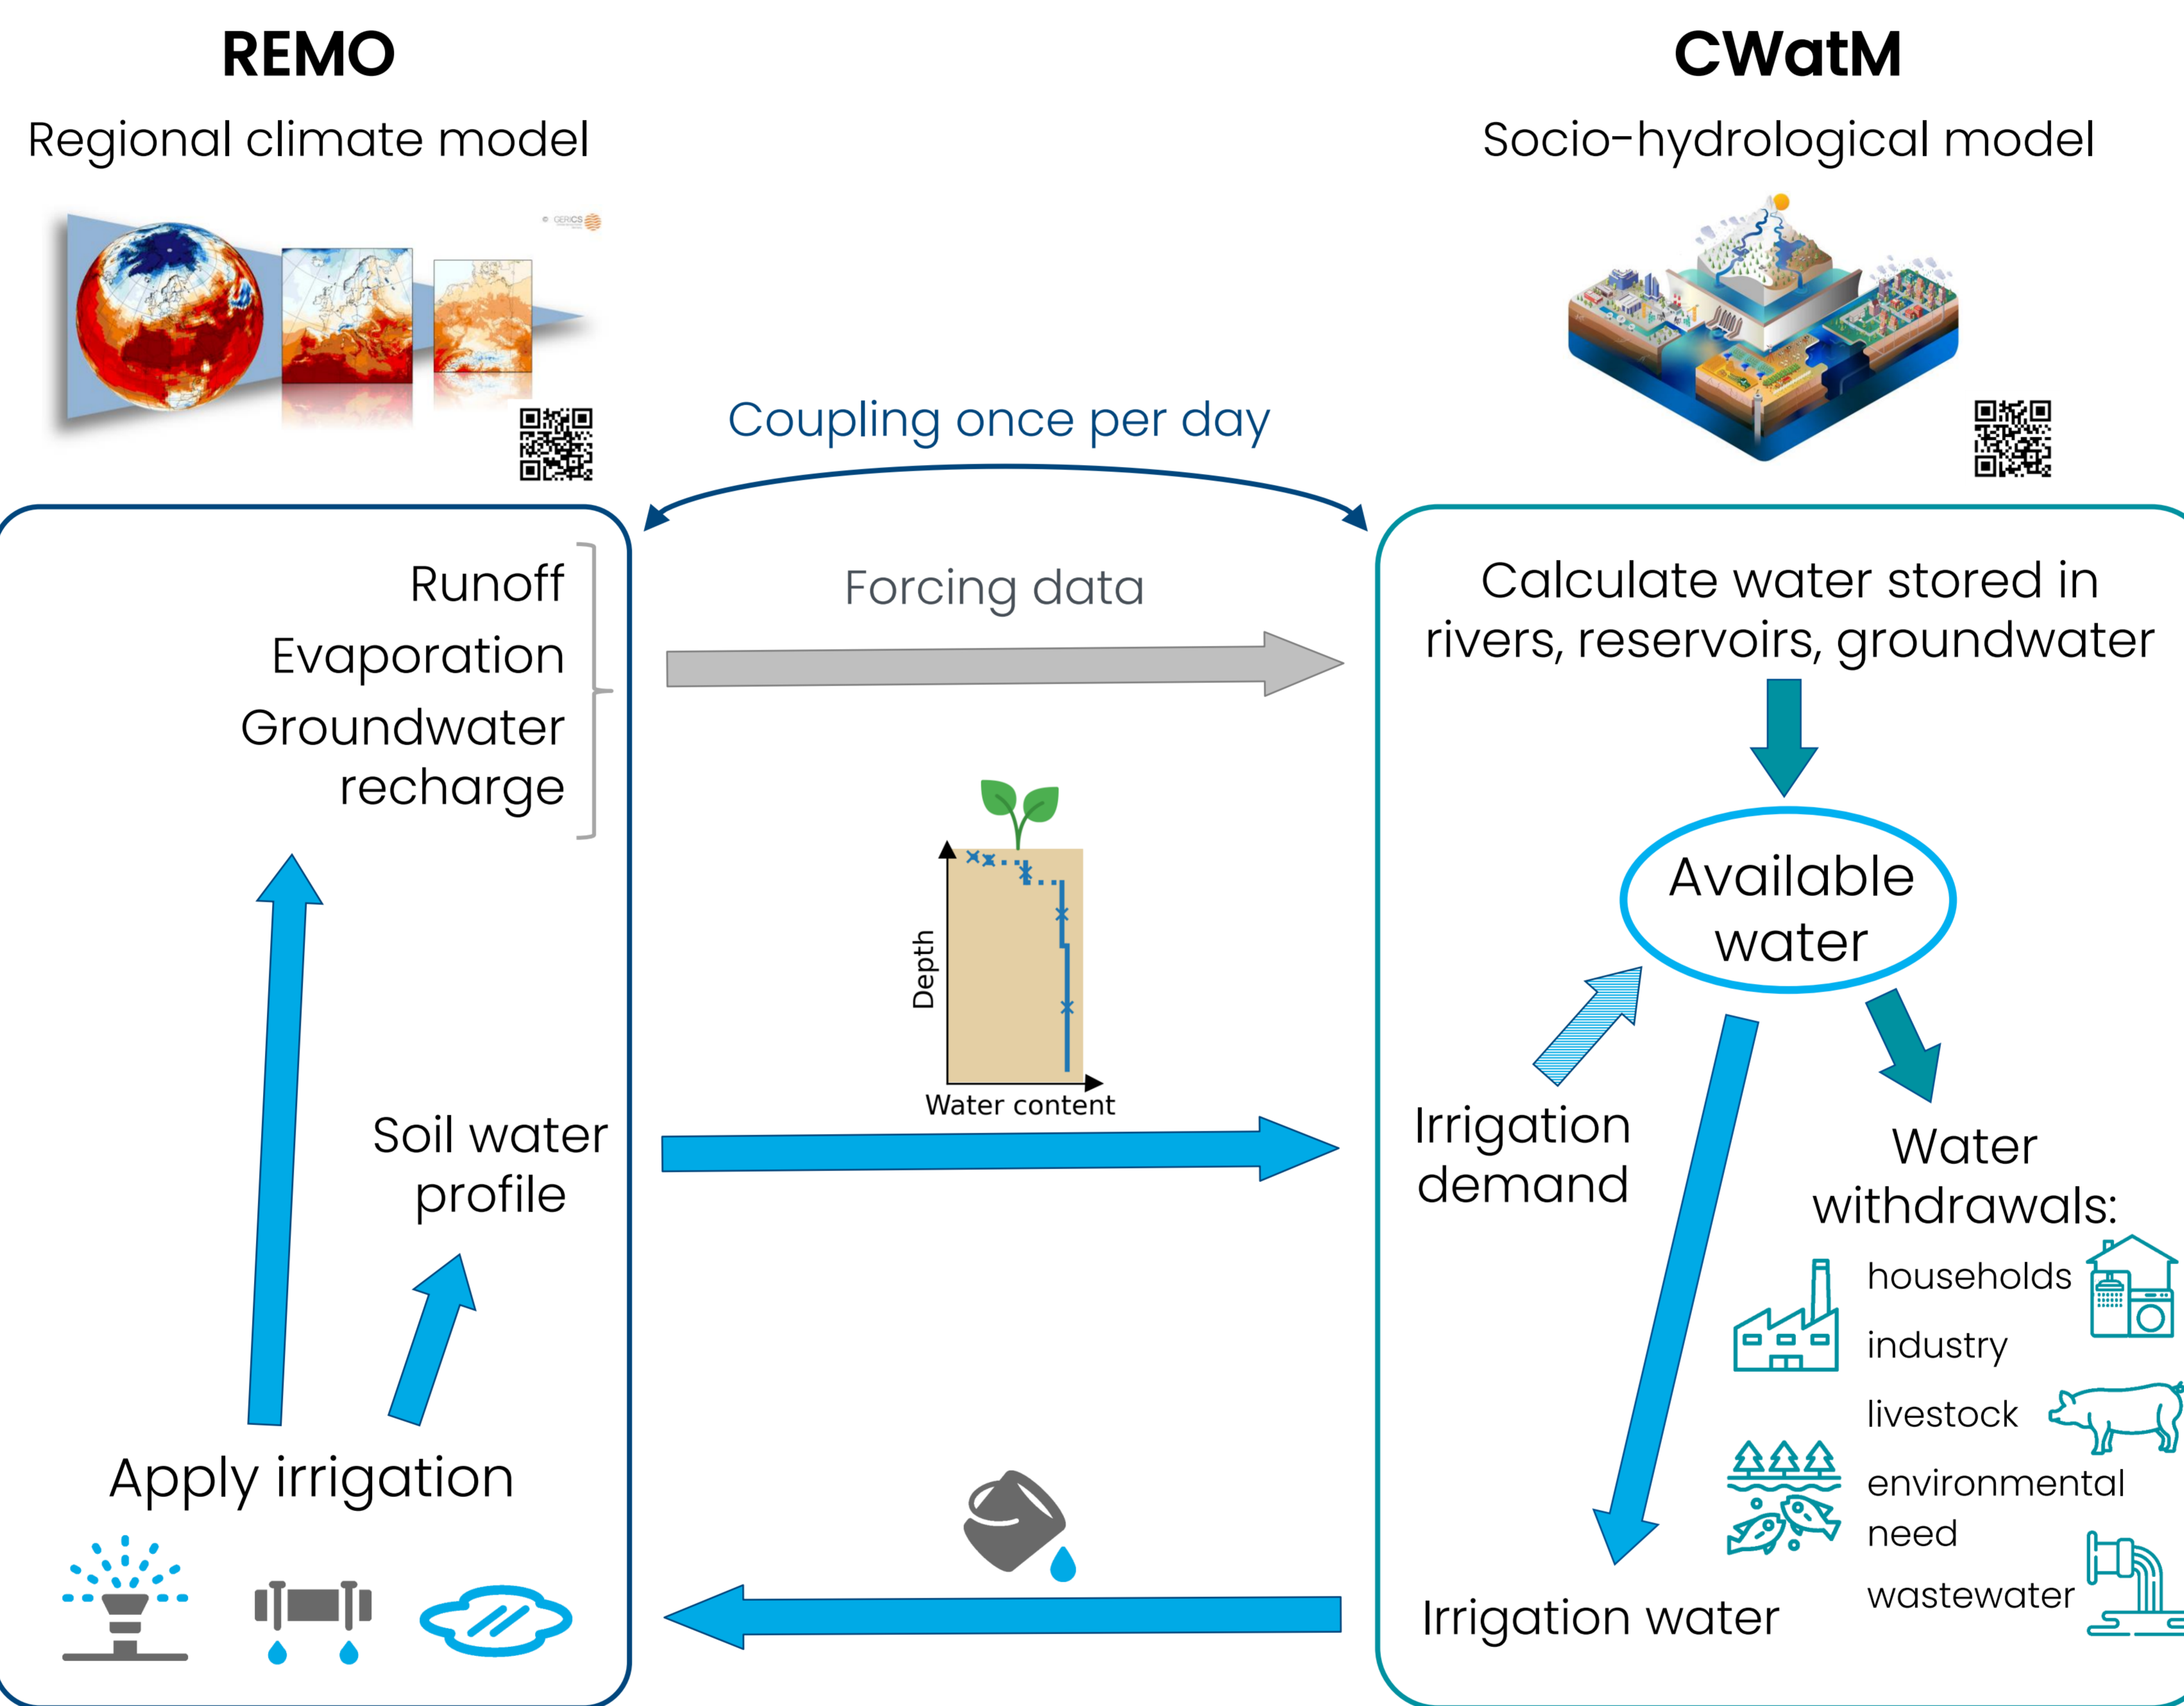 REMO
Regional climate model
© GERICS
CWatM
Socio-hydrological model
Coupling once per day
Runoff
Evaporation
Groundwater
recharge
Forcing data
Calculate water stored in
rivers, reservoirs, groundwater
Available
water
Depth
Water content
Soil water
profile
Irrigation
demand
Water
withdrawals:
households
industry
livestock
environmental
need
wastewater
Apply irrigation
Irrigation water